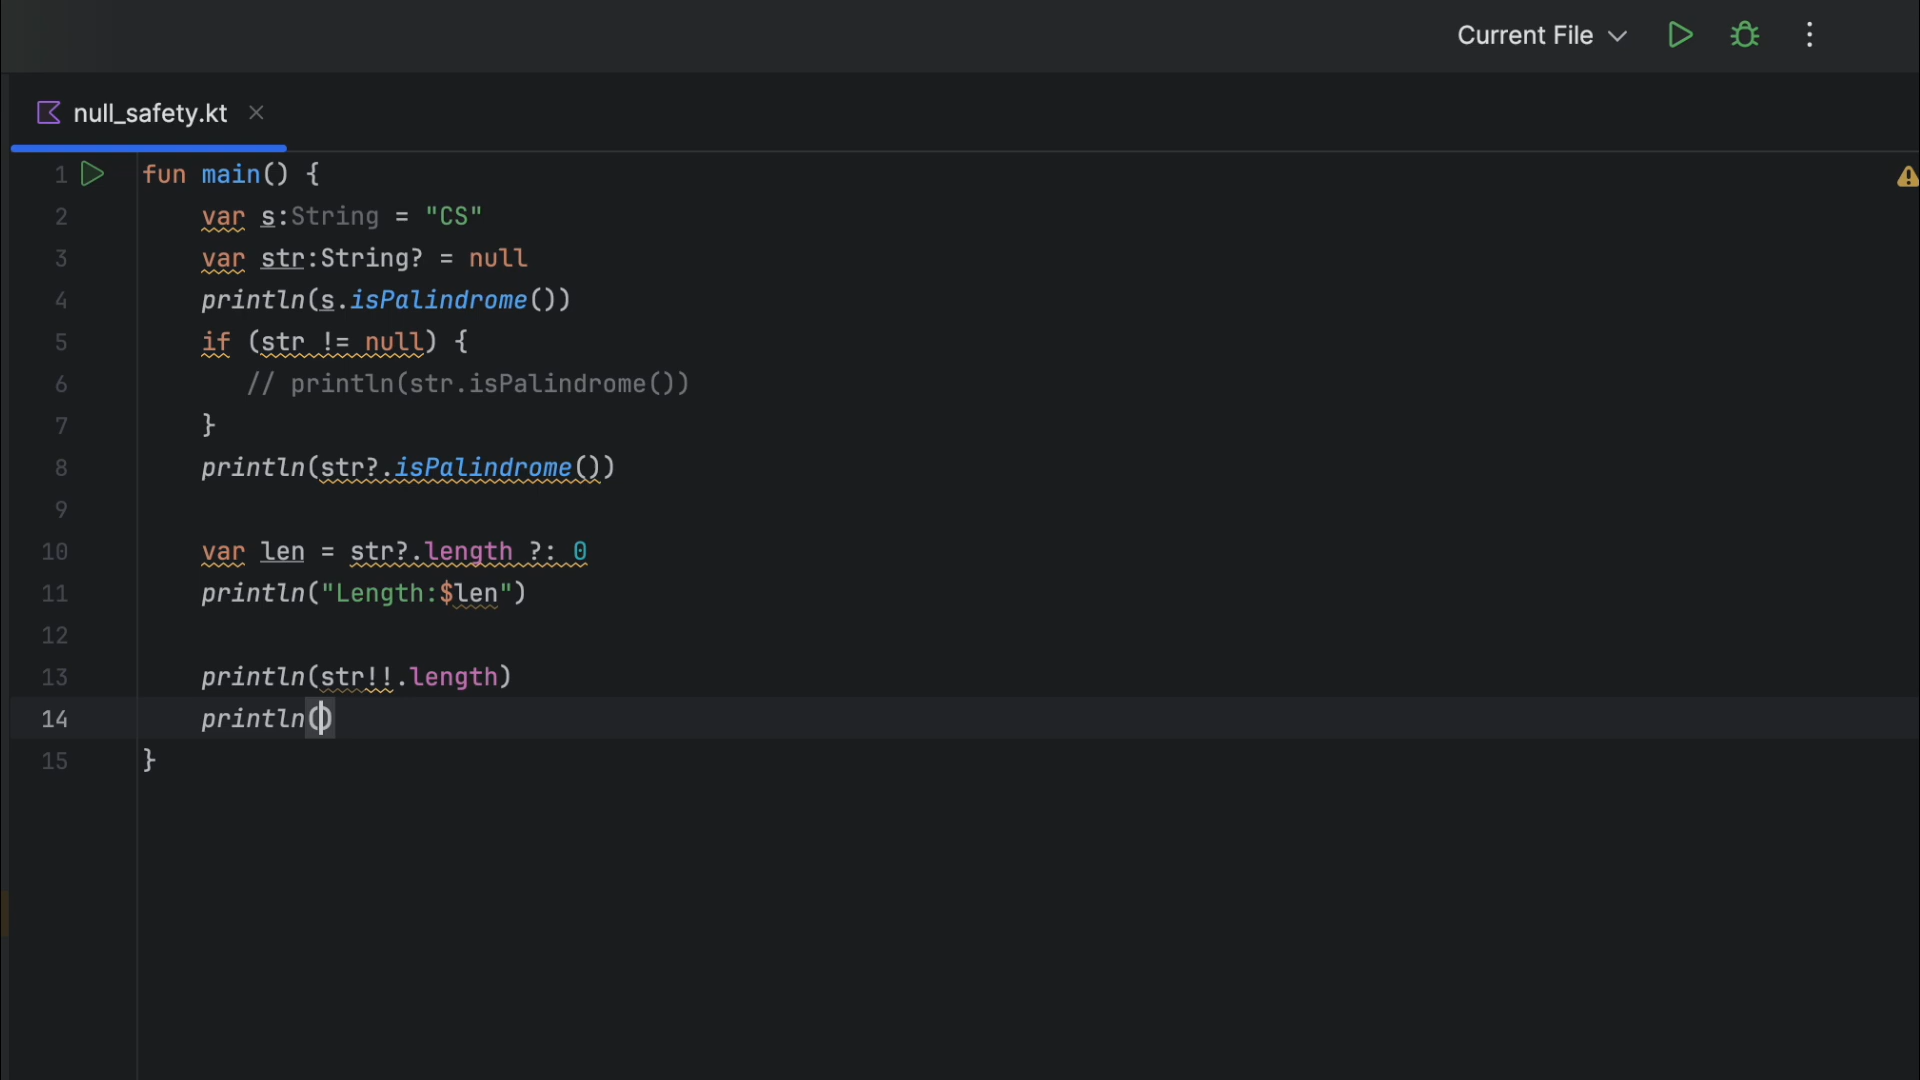 Current File
null_safety.kt
1 fun main() {
2 var s:String = "CS"
3 var str:String? = null
4 println(s.isPalindrome())
5 if (str != null) {
6 // println(str.isPalindrome())
7 }
8 println(str?.isPalindrome())
9
10 var len = str?.length ?: 0
11 println("Length:$len")
12
13 println(str!!.length)
14 println()
15 }